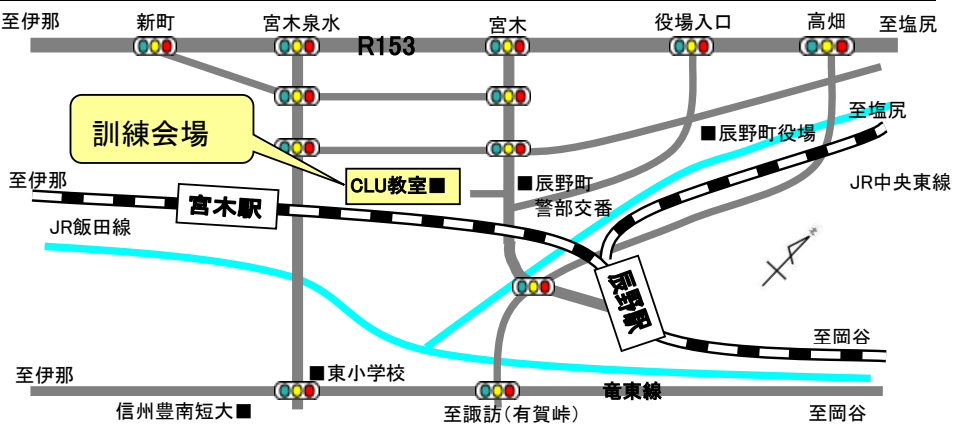 至伊那
新町
宮木泉水
宮木
役場入口
高畑
至塩尻
R153
訓練会場
至塩尻
■辰野町役場
至伊那
CLU教室■
■辰野町
警部交番
JR中央東線
宮木駅
JR飯田線
N
辰野駅
至岡谷
至伊那
■東小学校
竜東線
信州豊南短大■
至諏訪(有賀峠)
至岡谷